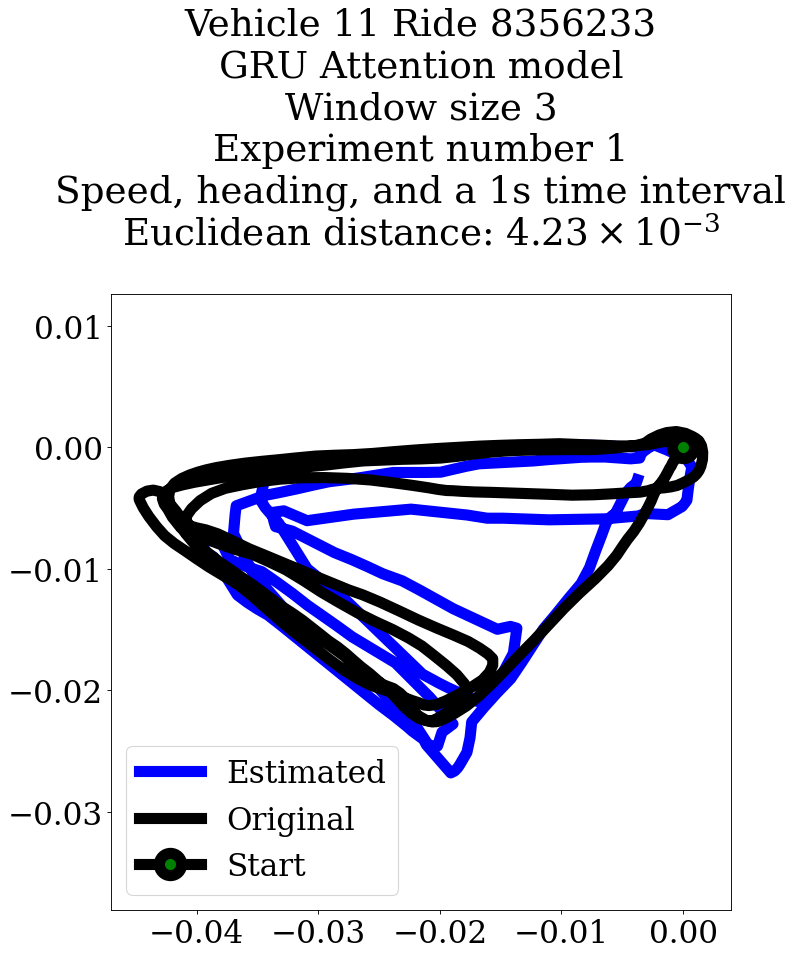 Vehicle 11 Ride 8356233
GRU Attention model
Window size 3
Experiment number 1
Speed, heading, and a 1s time interval
Euclidean distance: 4.23 × 10⁻³
0.01
0.00
−0.01
−0.02
−0.03
Estimated
Original
Start
−0.04 −0.03 −0.02 −0.01 0.00